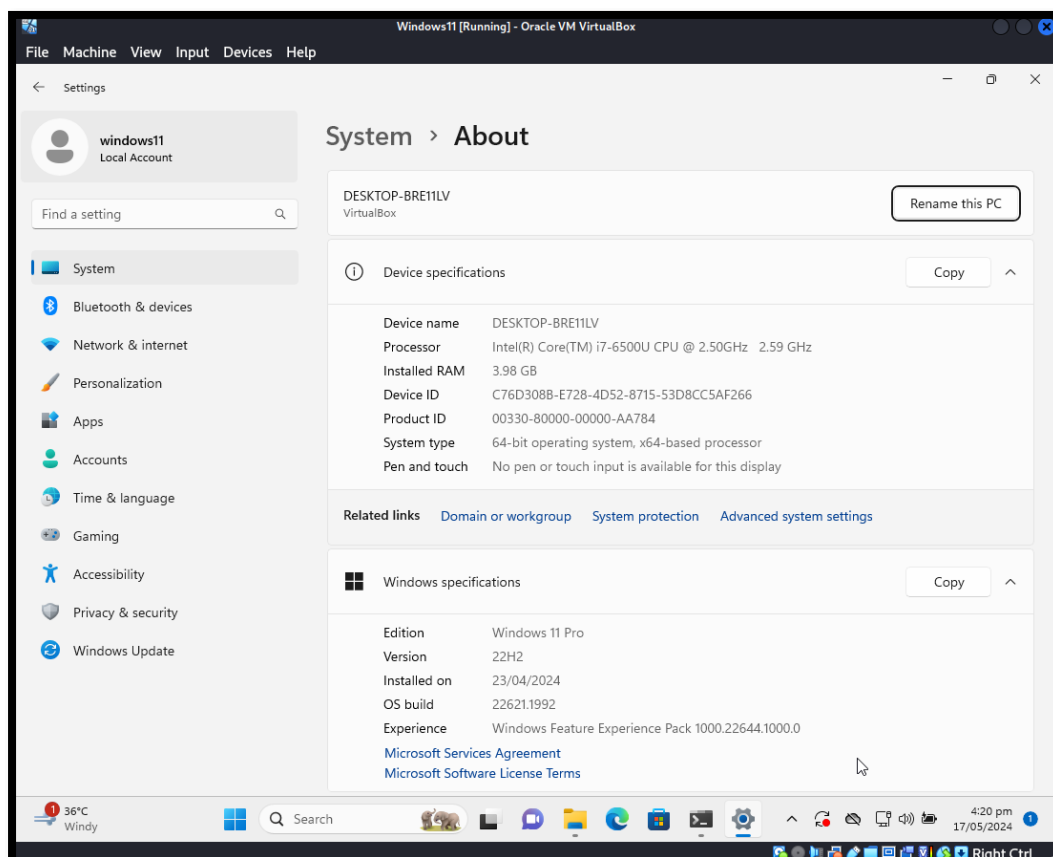 Windows11 [Running] - Oracle VM VirtualBox
File Machine View Input Devices Help
Settings
windows11
Local Account
Find a setting
System
Bluetooth & devices
Network & internet
Personalization
Apps
Accounts
Time & language
Gaming
Accessibility
Privacy & security
Windows Update
System > About
DESKTOP-BRE11LV
VirtualBox
Rename this PC
Device specifications
Copy
Device name DESKTOP-BRE11LV
Processor Intel(R) Core(TM) i7-6500U CPU @ 2.50GHz 2.59 GHz
Installed RAM 3.98 GB
Device ID C76D308B-E728-4D52-8715-53D8CC5AF266
Product ID 00330-80000-00000-AA784
System type 64-bit operating system, x64-based processor
Pen and touch No pen or touch input is available for this display
Related links Domain or workgroup System protection Advanced system settings
Windows specifications
Copy
Edition Windows 11 Pro
Version 22H2
Installed on 23/04/2024
OS build 22621.1992
Experience Windows Feature Experience Pack 1000.22644.1000.0
Microsoft Services Agreement
Microsoft Software License Terms
1
36°C
Windy
Search
4:20 pm
17/05/2024
1
Right Ctrl